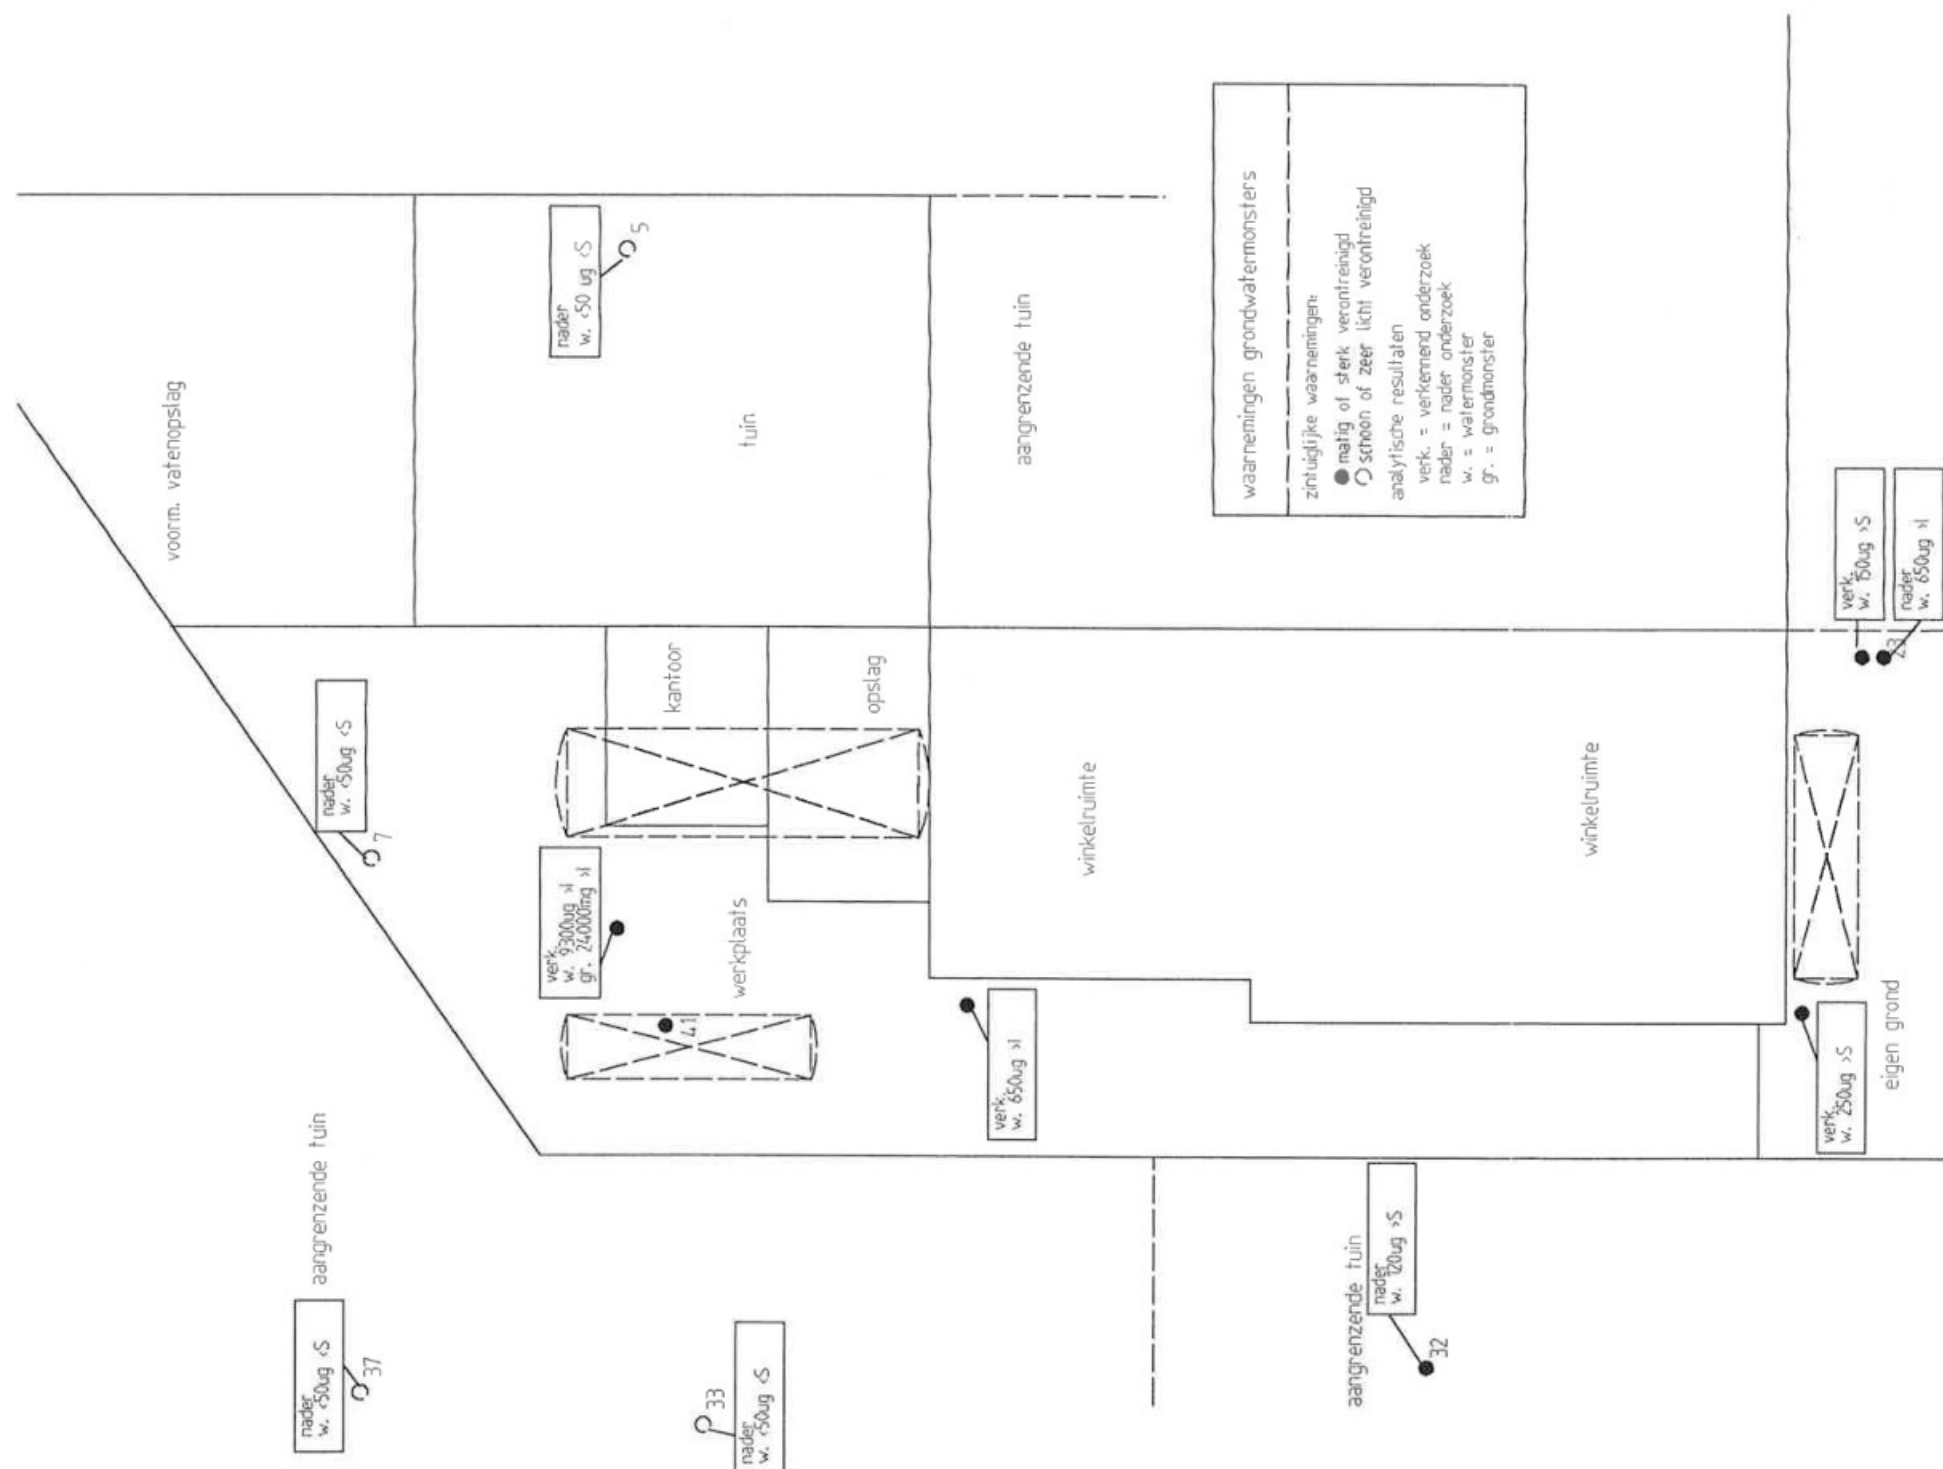 voorm. vatenopslag
nader
w. <50 ug <S
5
tuin
aangrenzende tuin
waarnemingen grondwatermonsters
zintuiglijke waarnemingen:
matig of sterk verontreinigd
schoon of zeer licht verontreinigd
analytische resultaten
verk. = verkennend onderzoek
nader = nader onderzoek
w. = watermonster
gr. = grondmonster
verk.
w. 150ug >S
nader
w. 650ug >I
23
nader
w. <50ug <S
7
kantoor
opslag
winkelruimte
winkelruimte
verk.
w. 9300ug >I
gr. 24000mg >I
werkplaats
41
verk.
w. 650ug >I
verk.
w. 250ug >S
eigen grond
aangrenzende tuin
nader
w. <50ug <S
37
33
nader
w. <50ug <S
aangrenzende tuin
nader
w. 120ug >S
32